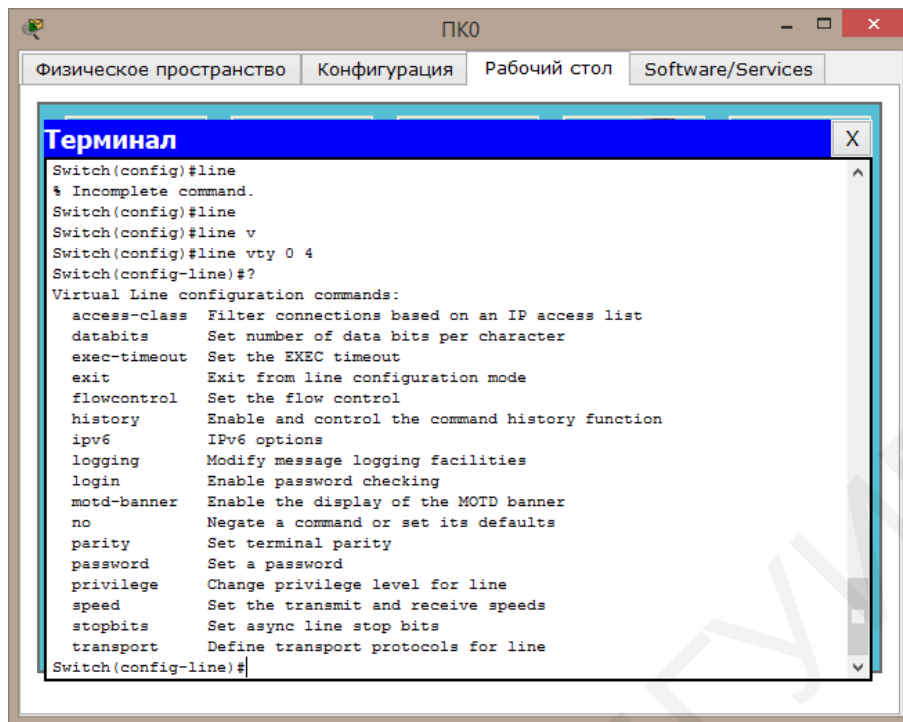 ПК0
Физическое пространство Конфигурация Рабочий стол Software/Services
Терминал X
Switch(config)#line
% Incomplete command.
Switch(config)#line
Switch(config)#line v
Switch(config)#line vty 0 4
Switch(config-line)#?
Virtual Line configuration commands:
access-class Filter connections based on an IP access list
databits Set number of data bits per character
exec-timeout Set the EXEC timeout
exit Exit from line configuration mode
flowcontrol Set the flow control
history Enable and control the command history function
ipv6 IPv6 options
logging Modify message logging facilities
login Enable password checking
motd-banner Enable the display of the MOTD banner
no Negate a command or set its defaults
parity Set terminal parity
password Set a password
privilege Change privilege level for line
speed Set the transmit and receive speeds
stopbits Set async line stop bits
transport Define transport protocols for line
Switch(config-line)#